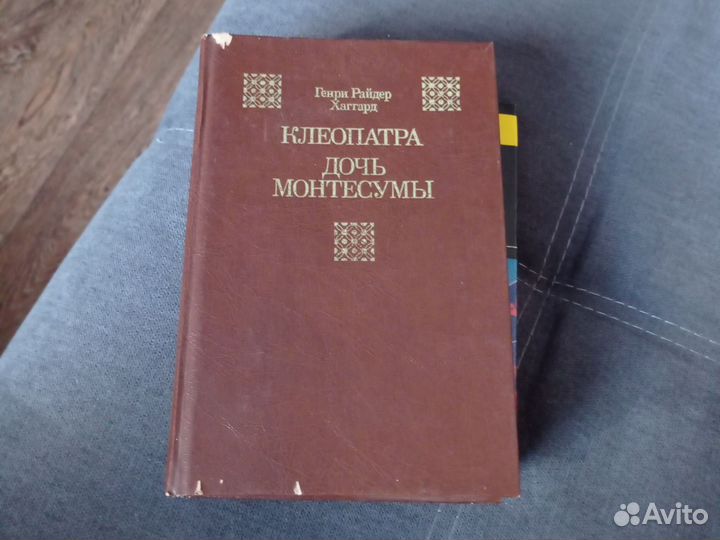 Генри Райдер
Хаггард
КЛЕОПАТРА
ДОЧЬ
МОНТЕСУМЫ
Avito